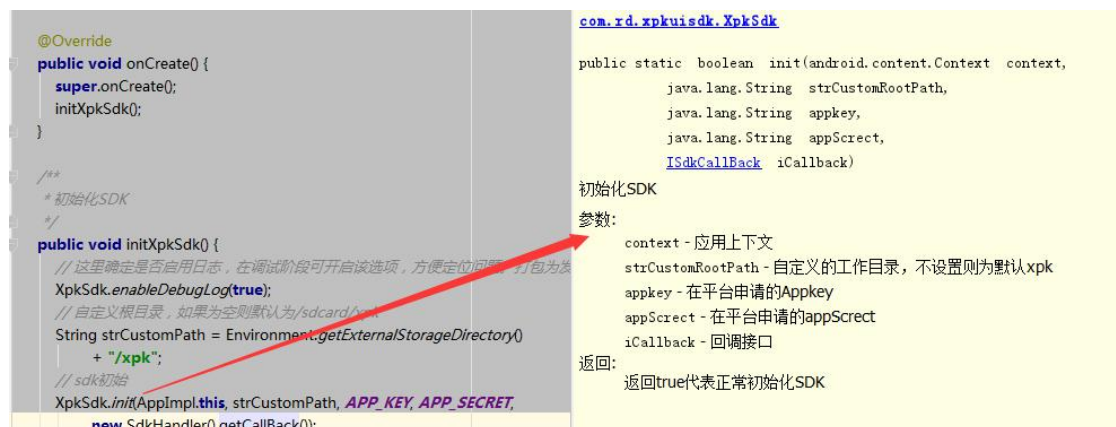 @Override
public void onCreate() {
super.onCreate();
initXpkSdk();
}
/**
* 初始化SDK
*/
public void initXpkSdk() {
// 这里确定是否启用日志，在调试阶段可开启该选项，方便定位问题。打包为发
XpkSdk.enableDebugLog(true);
// 自定义根目录，如果为空则默认为/sdcard/xpk
String strCustomPath = Environment.getExternalStorageDirectory()
+ "/xpk";
// sdk初始
XpkSdk.init(AppImpl.this, strCustomPath, APP_KEY, APP_SECRET,
new SdkHandler().getCallBack());
com.rd.xpkuisdk.XpkSdk
public static boolean init(android.content.Context context,
java.lang.String strCustomRootPath,
java.lang.String appkey,
java.lang.String appScrect,
ISdkCallBack iCallback)
初始化SDK
参数:
context - 应用上下文
strCustomRootPath - 自定义的工作目录，不设置则为默认xpk
appkey - 在平台申请的Appkey
appScrect - 在平台申请的appScrect
iCallback - 回调接口
返回:
返回true代表正常初始化SDK